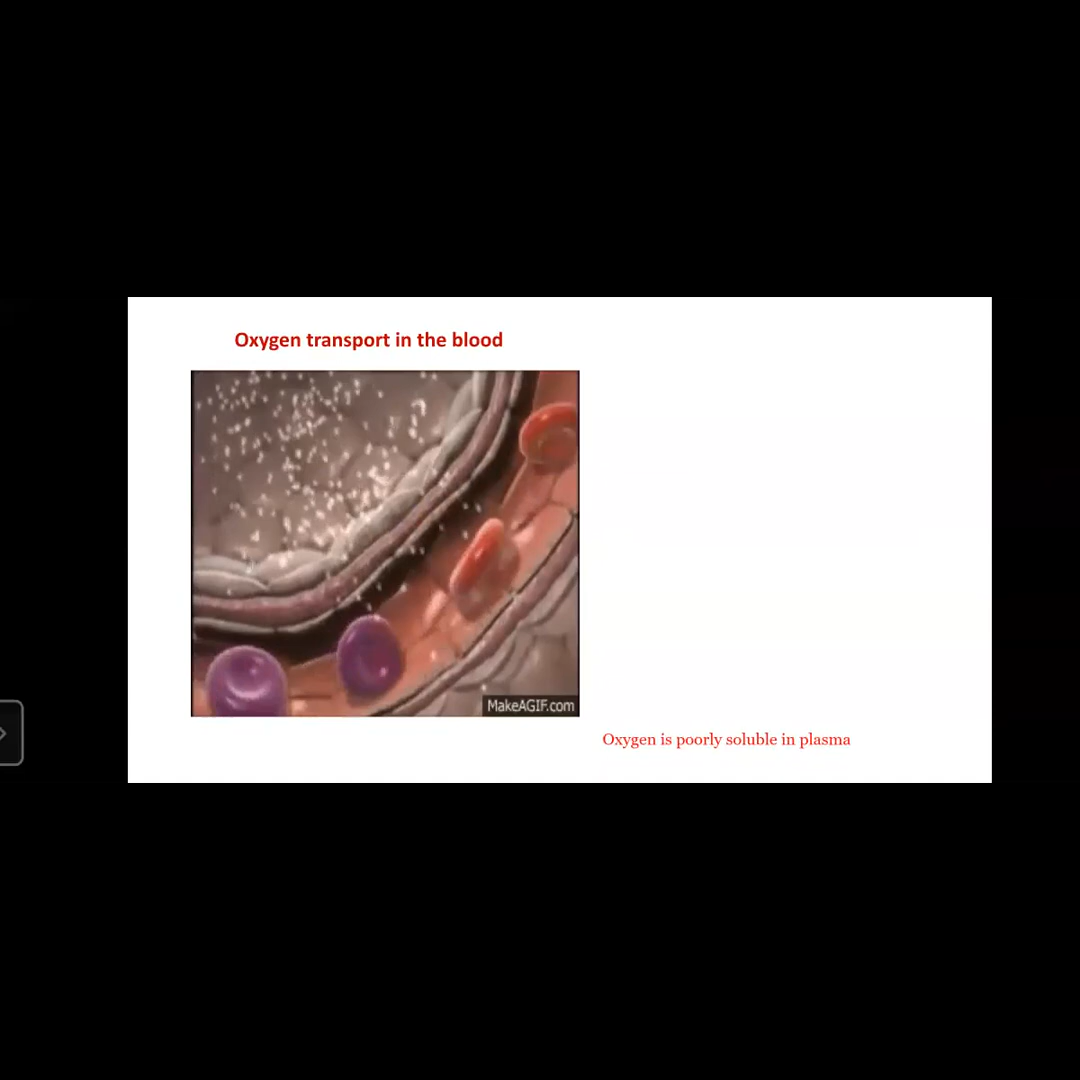 Oxygen transport in the blood
MakeAGIF.com
Oxygen is poorly soluble in plasma